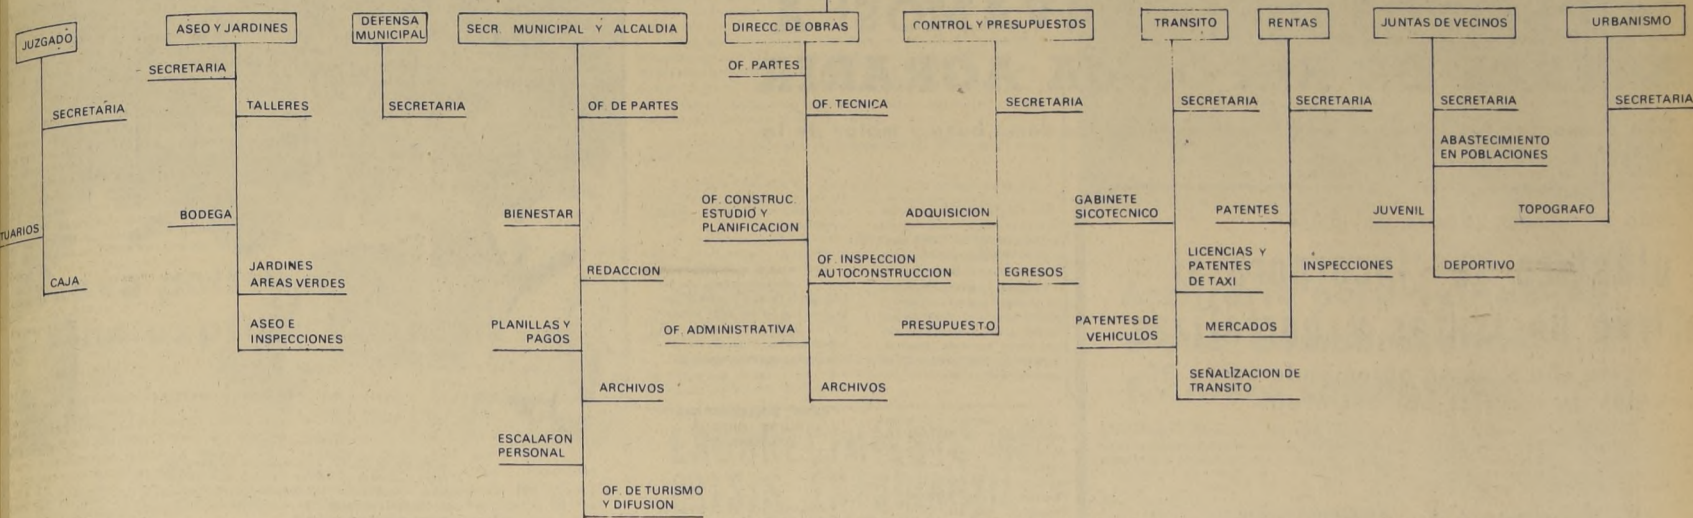 JUZGADO
SECRETARIA
TUARIOS
CAJA
ASEO Y JARDINES
SECRETARIA
TALLERES
BODEGA
JARDINES
AREAS VERDES
ASEO E
INSPECCIONES
DEFENSA
MUNICIPAL
SECRETARIA
SECR. MUNICIPAL Y ALCALDIA
OF. DE PARTES
BIENESTAR
REDACCION
PLANILLAS Y
PAGOS
ARCHIVOS
ESCALAFON
PERSONAL
OF. DE TURISMO
Y DIFUSION
DIRECC. DE OBRAS
OF. PARTES
OF. TECNICA
OF. CONSTRUC.
ESTUDIO Y
PLANIFICACION
OF. INSPECCION
AUTOCONSTRUCCION
OF. ADMINISTRATIVA
ARCHIVOS
CONTROL Y PRESUPUESTOS
SECRETARIA
ADQUISICION
EGRESOS
PRESUPUESTO
TRANSITO
SECRETARIA
GABINETE
SICOTECNICO
LICENCIAS Y
PATENTES
DE TAXI
PATENTES DE
VEHICULOS
SEÑALIZACION DE
TRANSITO
RENTAS
SECRETARIA
PATENTES
INSPECCIONES
MERCADOS
JUNTAS DE VECINOS
SECRETARIA
ABASTECIMIENTO
EN POBLACIONES
JUVENIL
DEPORTIVO
URBANISMO
SECRETARIA
TOPOGRAFO